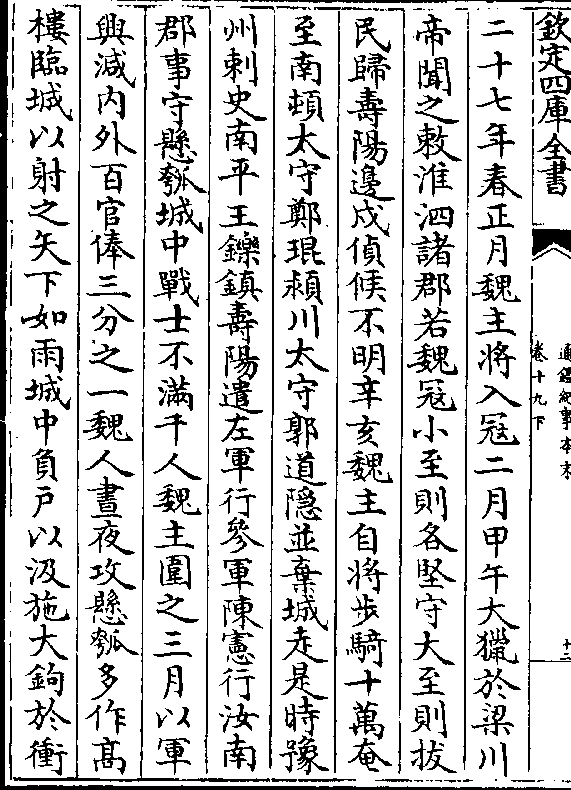 欽定四庫全書
通鑑紀事本末
卷十九下
十二
二十七年春正月魏主將入冦二月甲午大獵於梁川
帝聞之敕淮泗諸郡若魏冦小至則各堅守大至則拔
民歸壽陽邊戍偵候不明辛亥魏主自將步騎十萬奄
至南頓太守鄭琨潁川太守郭道隐並棄城走是時豫
州刺史南平王鑠鎮壽陽遣左軍行參軍陳憲行汝南
郡事守懸瓠城中戰士不滿千人魏主圍之三月以軍
興減内外百官俸三分之一魏人晝夜攻懸瓠多作髙
樓臨城以射之矢下如雨城中負户以汲施大鉤於衝